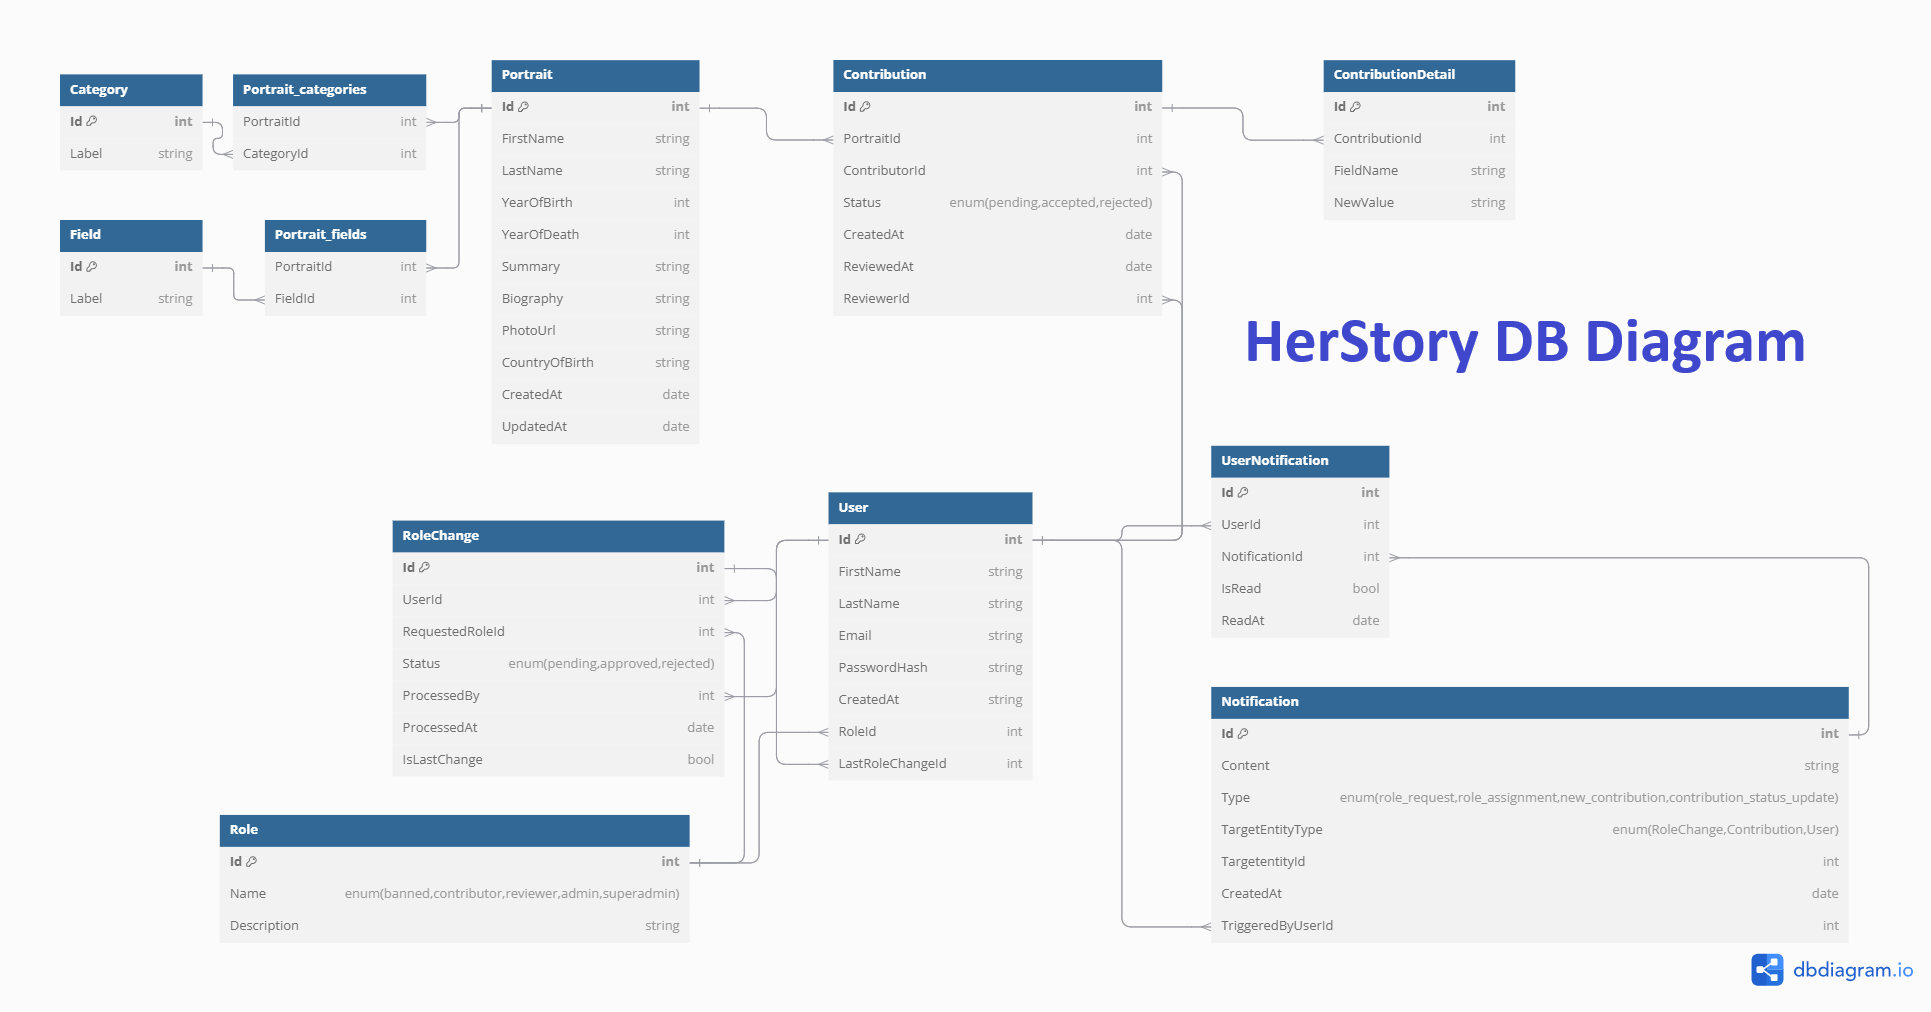 Category
Id int
Label string
Portrait_categories
PortraitId int
CategoryId int
Field
Id int
Label string
Portrait_fields
PortraitId int
FieldId int
Portrait
Id int
FirstName string
LastName string
YearOfBirth int
YearOfDeath int
Summary string
Biography string
PhotoUrl string
CountryOfBirth string
CreatedAt date
UpdatedAt date
Contribution
Id int
PortraitId int
ContributorId int
Status enum(pending,accepted,rejected)
CreatedAt date
ReviewedAt date
ReviewerId int
ContributionDetail
Id int
ContributionId int
FieldName string
NewValue string
HerStory DB Diagram
RoleChange
Id int
UserId int
RequestedRoleId int
Status enum(pending,approved,rejected)
ProcessedBy int
ProcessedAt date
IsLastChange bool
User
Id int
FirstName string
LastName string
Email string
PasswordHash string
CreatedAt string
RoleId int
LastRoleChangeId int
UserNotification
Id int
UserId int
NotificationId int
IsRead bool
ReadAt date
Role
Id int
Name enum(banned,contributor,reviewer,admin,superadmin)
Description string
Notification
Id int
Content string
Type enum(role_request,role_assignment,new_contribution,contribution_status_update)
TargetEntityType enum(RoleChange,Contribution,User)
TargetentityId int
CreatedAt date
TriggeredByUserId int
dbdiagram.io